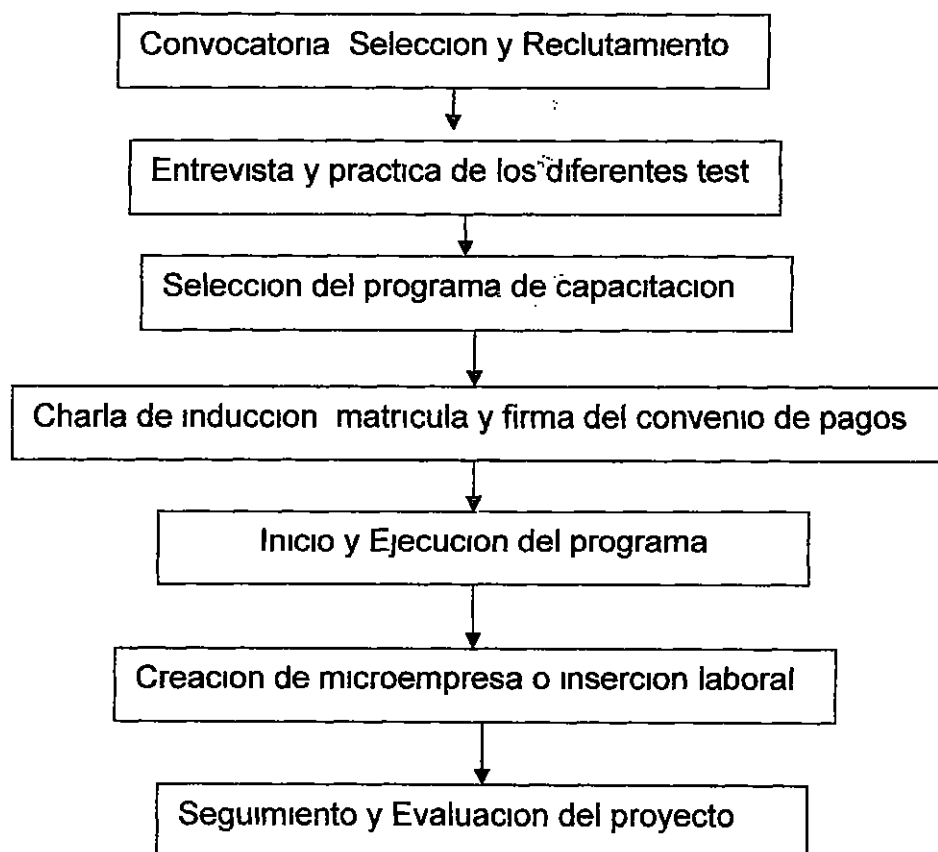 Convocatoria Seleccion y Reclutamiento
Entrevista y practica de los diferentes test
Seleccion del programa de capacitacion
Charla de induccion matricula y firma del convenio de pagos
Inicio y Ejecucion del programa
Creacion de microempresa o insercion laboral
Seguimiento y Evaluacion del proyecto